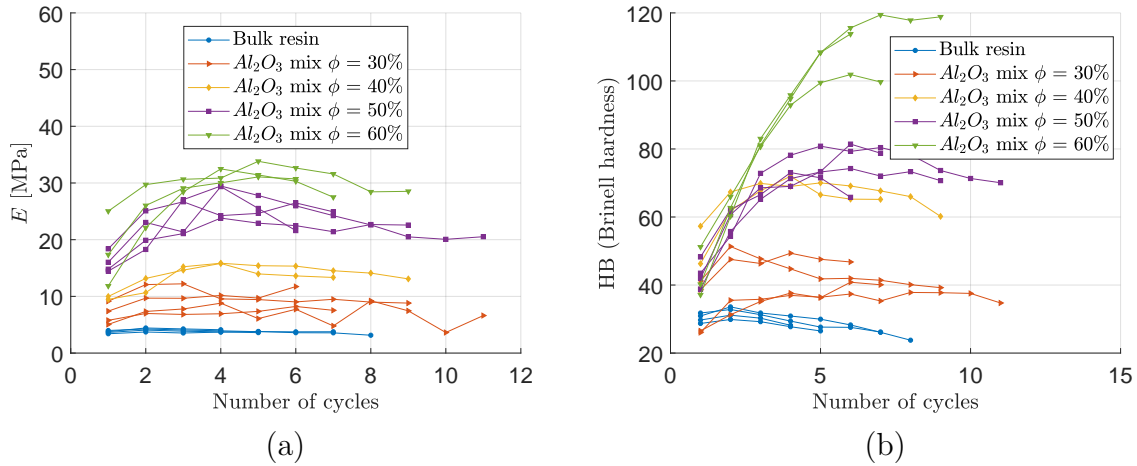 60
50
40
30
20
10
0
E [MPa]
Bulk resin
Al₂O₃ mix ϕ = 30%
Al₂O₃ mix ϕ = 40%
Al₂O₃ mix ϕ = 50%
Al₂O₃ mix ϕ = 60%
0 2 4 6 8 10 12
Number of cycles
(a)
120
100
80
60
40
20
HB (Brinell hardness)
Bulk resin
Al₂O₃ mix ϕ = 30%
Al₂O₃ mix ϕ = 40%
Al₂O₃ mix ϕ = 50%
Al₂O₃ mix ϕ = 60%
0 5 10 15
Number of cycles
(b)